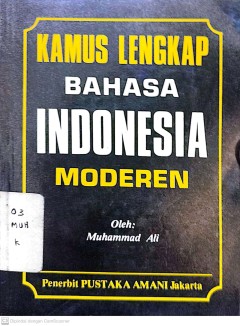 KAMUS LENGKAP
BAHASA
INDONESIA
MODEREN
Oleh:
Muhammad Ali
03
MUH
k
Penerbit PUSTAKA AMANI Jakarta